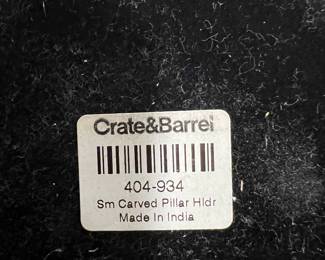 Crate&Barrel
404-934
Sm Carved Pillar Hldr
Made In India